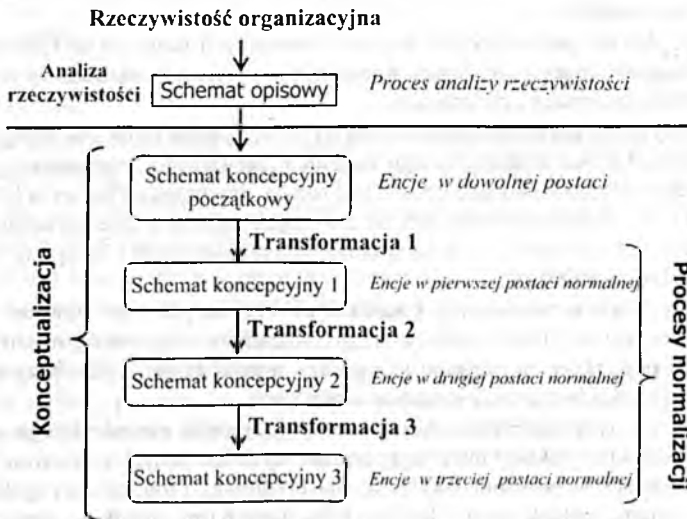 Rzeczywistość organizacyjna
Analiza
rzeczywistości
Schemat opisowy
Proces analizy rzeczywistości
Schemat koncepcyjny
początkowy
Encje w dowolnej postaci
Transformacja 1
Schemat koncepcyjny 1
Encje w pierwszej postaci normalnej
Transformacja 2
Schemat koncepcyjny 2
Encje w drugiej postaci normalnej
Transformacja 3
Schemat koncepcyjny 3
Encje w trzeciej postaci normalnej
Konceptualizacja
Procesy normalizacji